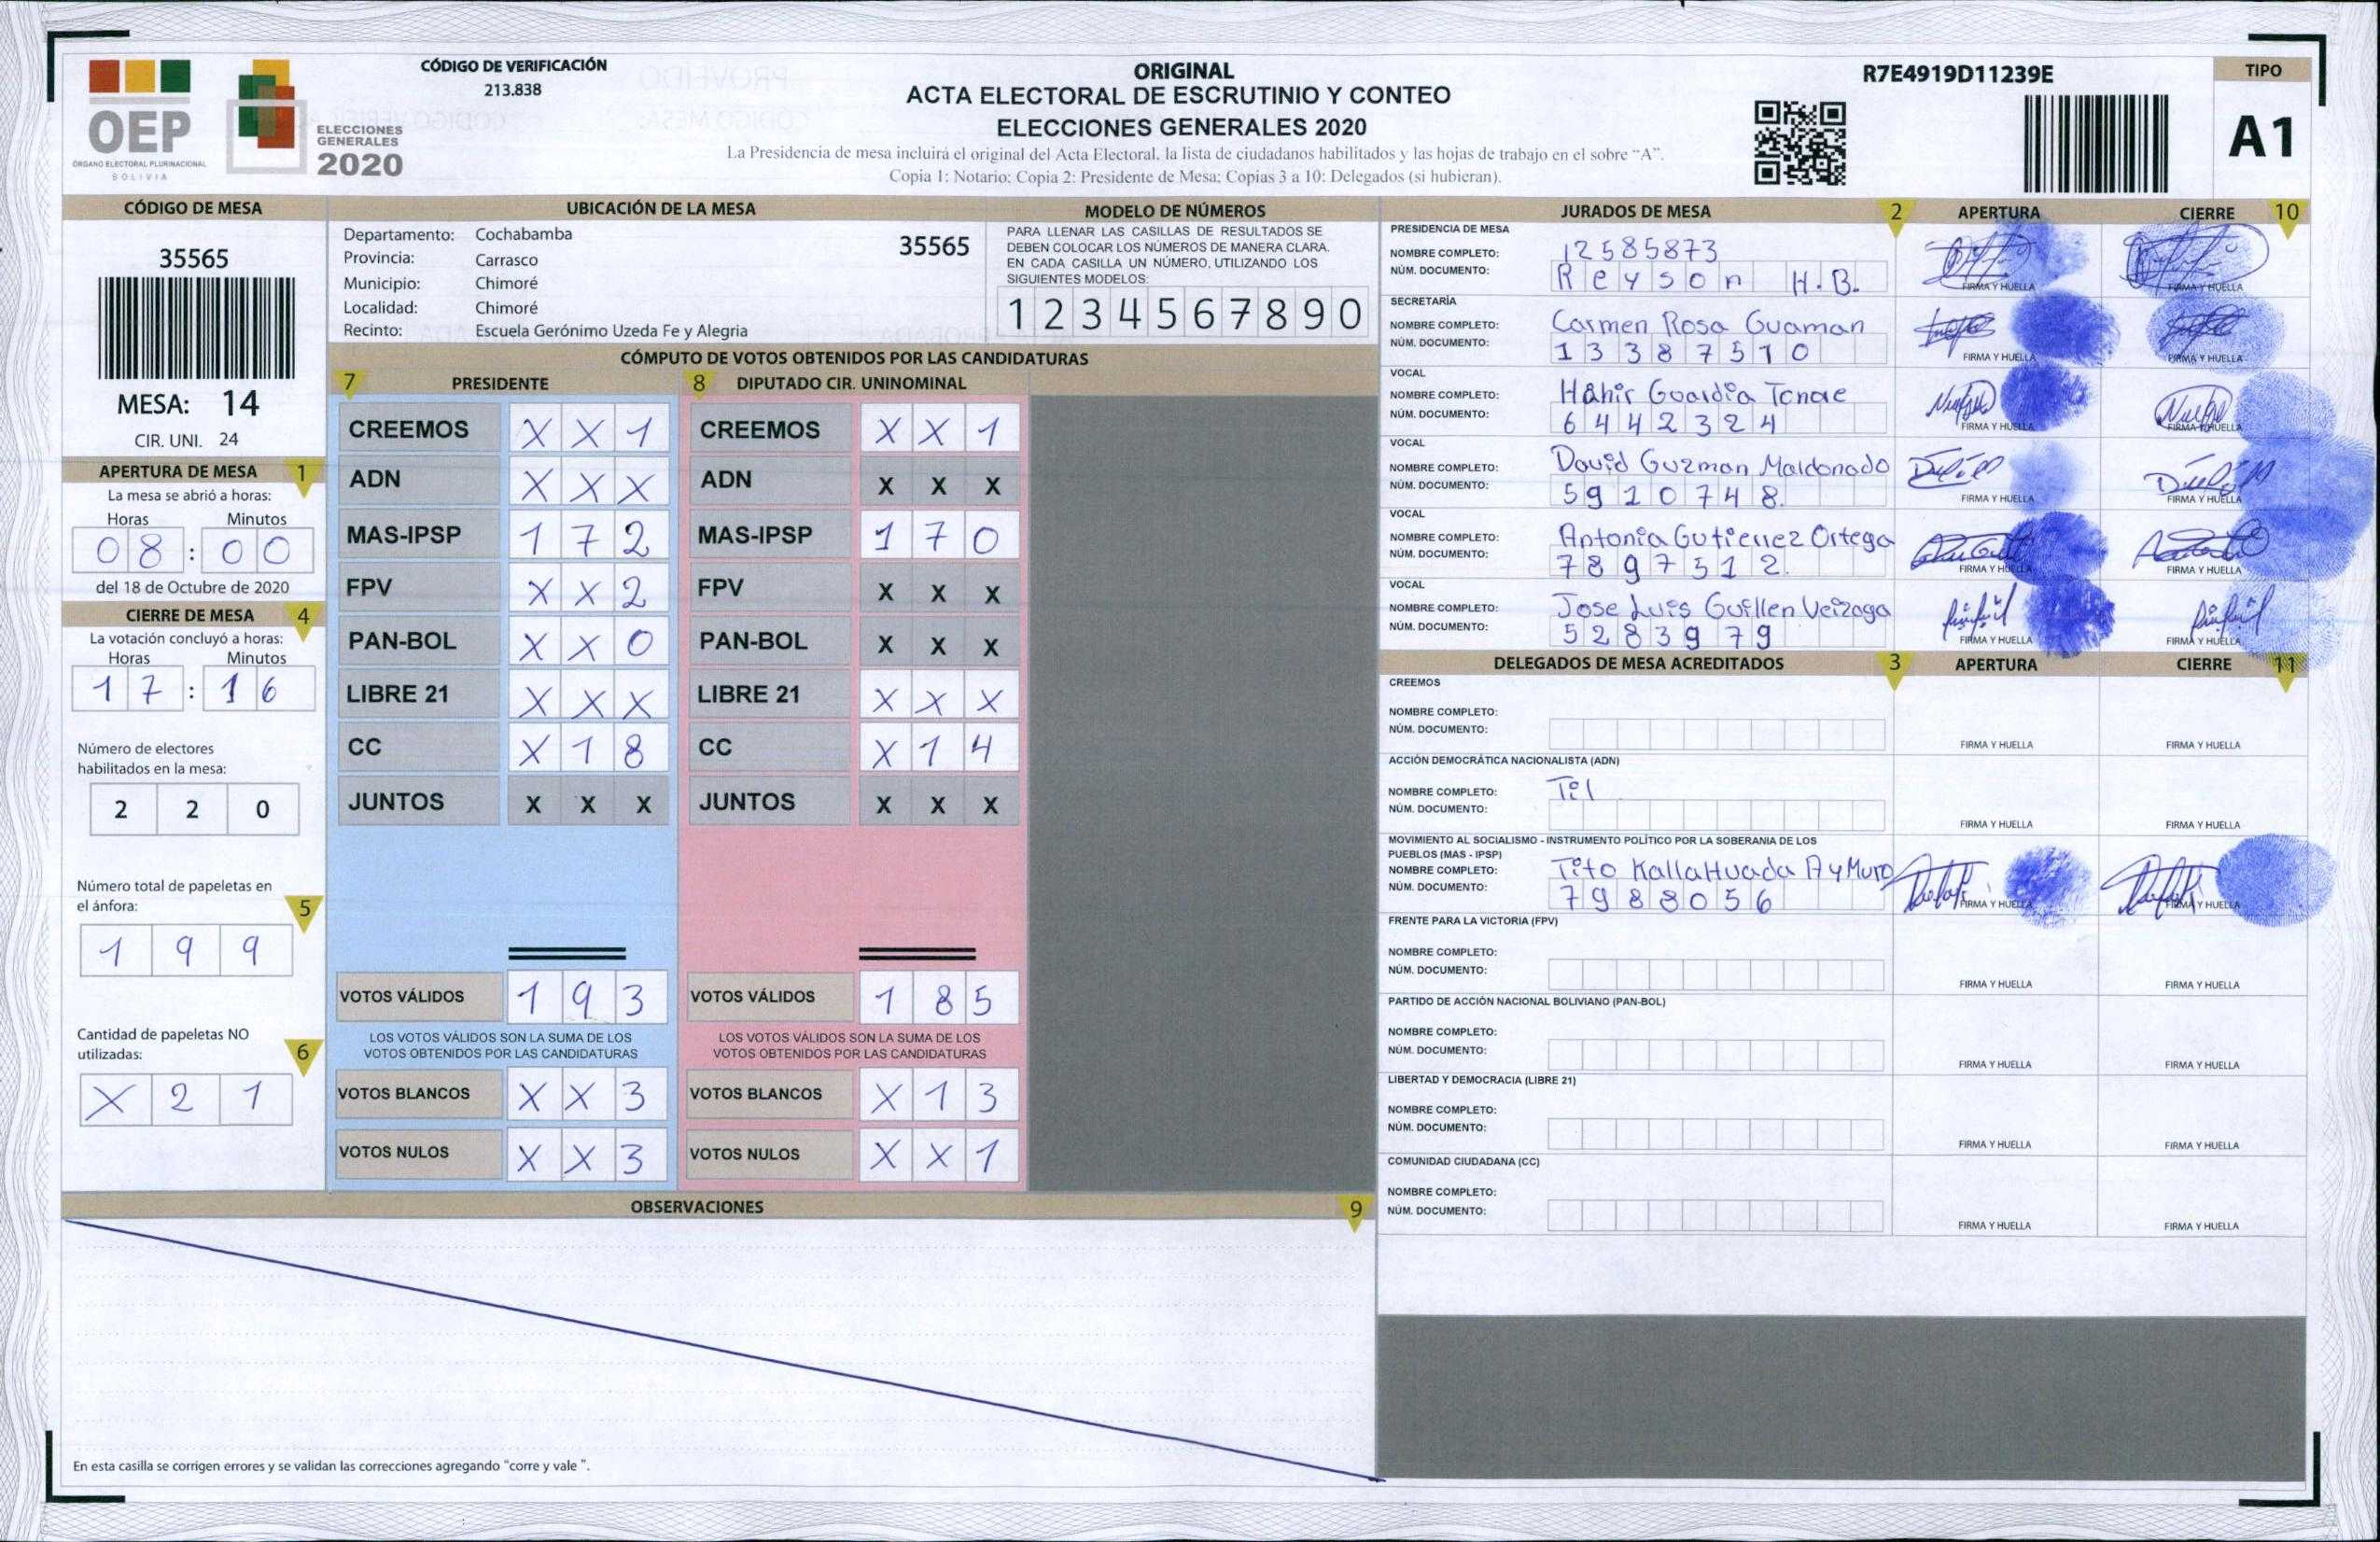 OEP
ÓRGANO ELECTORAL PLURINACIONAL
BOLIVIA
ELECCIONES
GENERALES
2020
CÓDIGO DE VERIFICACIÓN
213.838
ORIGINAL
ACTA ELECTORAL DE ESCRUTINIO Y CONTEO
ELECCIONES GENERALES 2020
La Presidencia de mesa incluirá el original del Acta Electoral, la lista de ciudadanos habilitados y las hojas de trabajo en el sobre “A”.
Copia 1: Notario; Copia 2: Presidente de Mesa; Copias 3 a 10: Delegados (si hubieran).
R7E4919D11239E
TIPO
A1
CÓDIGO DE MESA
35565
MESA: 14
CIR. UNI. 24
APERTURA DE MESA 1
La mesa se abrió a horas:
Horas Minutos
08:00
del 18 de Octubre de 2020
CIERRE DE MESA 4
La votación concluyó a horas:
Horas Minutos
17:16
Número de electores
habilitados en la mesa:
2 2 0
Número total de papeletas en
el ánfora: 5
1 9 9
Cantidad de papeletas NO
utilizadas: 6
X 2 1
UBICACIÓN DE LA MESA
Departamento: Cochabamba 35565
Provincia: Carrasco
Municipio: Chimoré
Localidad: Chimoré
Recinto: Escuela Gerónimo Uzeda Fe y Alegria
MODELO DE NÚMEROS
PARA LLENAR LAS CASILLAS DE RESULTADOS SE
DEBEN COLOCAR LOS NÚMEROS DE MANERA CLARA.
EN CADA CASILLA UN NÚMERO, UTILIZANDO LOS
SIGUIENTES MODELOS:
1 2 3 4 5 6 7 8 9 0
CÓMPUTO DE VOTOS OBTENIDOS POR LAS CANDIDATURAS
7 PRESIDENTE 8 DIPUTADO CIR. UNINOMINAL
CREEMOS X X 1 CREEMOS X X 1
ADN X X X ADN X X X
MAS-IPSP 1 7 2 MAS-IPSP 1 7 0
FPV X X 2 FPV X X X
PAN-BOL X X 0 PAN-BOL X X X
LIBRE 21 X X X LIBRE 21 X X X
CC X 1 8 CC X 1 4
JUNTOS X X X JUNTOS X X X
VOTOS VÁLIDOS 1 9 3 VOTOS VÁLIDOS 1 8 5
LOS VOTOS VÁLIDOS SON LA SUMA DE LOS LOS VOTOS VÁLIDOS SON LA SUMA DE LOS
VOTOS OBTENIDOS POR LAS CANDIDATURAS VOTOS OBTENIDOS POR LAS CANDIDATURAS
VOTOS BLANCOS X X 3 VOTOS BLANCOS X 1 3
VOTOS NULOS X X 3 VOTOS NULOS X X 1
OBSERVACIONES 9
En esta casilla se corrigen errores y se validan las correcciones agregando “corre y vale ”.
JURADOS DE MESA 2 APERTURA CIERRE 10
PRESIDENCIA DE MESA
NOMBRE COMPLETO: 12585873
NÚM. DOCUMENTO: Reyson H.B.
FIRMA Y HUELLA FIRMA Y HUELLA
SECRETARÍA
NOMBRE COMPLETO: Carmen Rosa Guaman
NÚM. DOCUMENTO: 13387510
FIRMA Y HUELLA FIRMA Y HUELLA
VOCAL
NOMBRE COMPLETO: Guardia
NÚM. DOCUMENTO: 6442324
FIRMA Y HUELLA FIRMA Y HUELLA
VOCAL
NOMBRE COMPLETO: David Guzman Maldonado
NÚM. DOCUMENTO: 5910748.
FIRMA Y HUELLA FIRMA Y HUELLA
VOCAL
NOMBRE COMPLETO: Antonia Gutierrez Ortega
NÚM. DOCUMENTO: 7897512.
FIRMA Y HUELLA FIRMA Y HUELLA
VOCAL
NOMBRE COMPLETO: Jose Luis Guillen Veizaga
NÚM. DOCUMENTO: 5283979
FIRMA Y HUELLA FIRMA Y HUELLA
DELEGADOS DE MESA ACREDITADOS 3 APERTURA CIERRE 11
CREEMOS
NOMBRE COMPLETO:
NÚM. DOCUMENTO:
FIRMA Y HUELLA FIRMA Y HUELLA
ACCIÓN DEMOCRÁTICA NACIONALISTA (ADN)
NOMBRE COMPLETO: Til
NÚM. DOCUMENTO:
FIRMA Y HUELLA FIRMA Y HUELLA
MOVIMIENTO AL SOCIALISMO - INSTRUMENTO POLÍTICO POR LA SOBERANIA DE LOS
PUEBLOS (MAS - IPSP)
NOMBRE COMPLETO: Tito KallaHuada AyMuro
NÚM. DOCUMENTO: 7988056
FIRMA Y HUELLA FIRMA Y HUELLA
FRENTE PARA LA VICTORIA (FPV)
NOMBRE COMPLETO:
NÚM. DOCUMENTO:
FIRMA Y HUELLA FIRMA Y HUELLA
PARTIDO DE ACCIÓN NACIONAL BOLIVIANO (PAN-BOL)
NOMBRE COMPLETO:
NÚM. DOCUMENTO:
FIRMA Y HUELLA FIRMA Y HUELLA
LIBERTAD Y DEMOCRACIA (LIBRE 21)
NOMBRE COMPLETO:
NÚM. DOCUMENTO:
FIRMA Y HUELLA FIRMA Y HUELLA
COMUNIDAD CIUDADANA (CC)
NOMBRE COMPLETO:
NÚM. DOCUMENTO:
FIRMA Y HUELLA FIRMA Y HUELLA